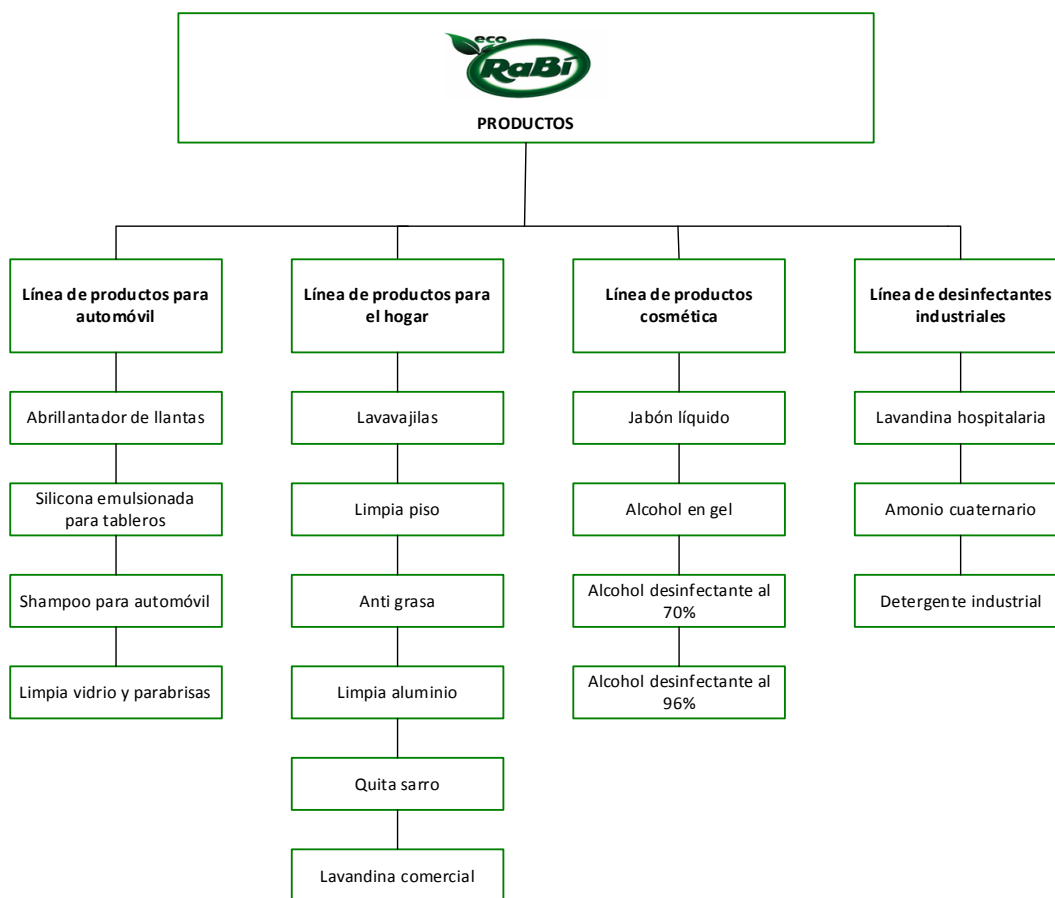 eco
RaBí
PRODUCTOS
Línea de productos para
automóvil
Abrillantador de llantas
Silicona emulsionada
para tableros
Shampoo para automóvil
Limpia vidrio y parabrisas
Línea de productos para
el hogar
Lavavajilas
Limpia piso
Anti grasa
Limpia aluminio
Quita sarro
Lavandina comercial
Línea de productos
cosmética
Jabón líquido
Alcohol en gel
Alcohol desinfectante al
70%
Alcohol desinfectante al
96%
Línea de desinfectantes
industriales
Lavandina hospitalaria
Amonio cuaternario
Detergente industrial